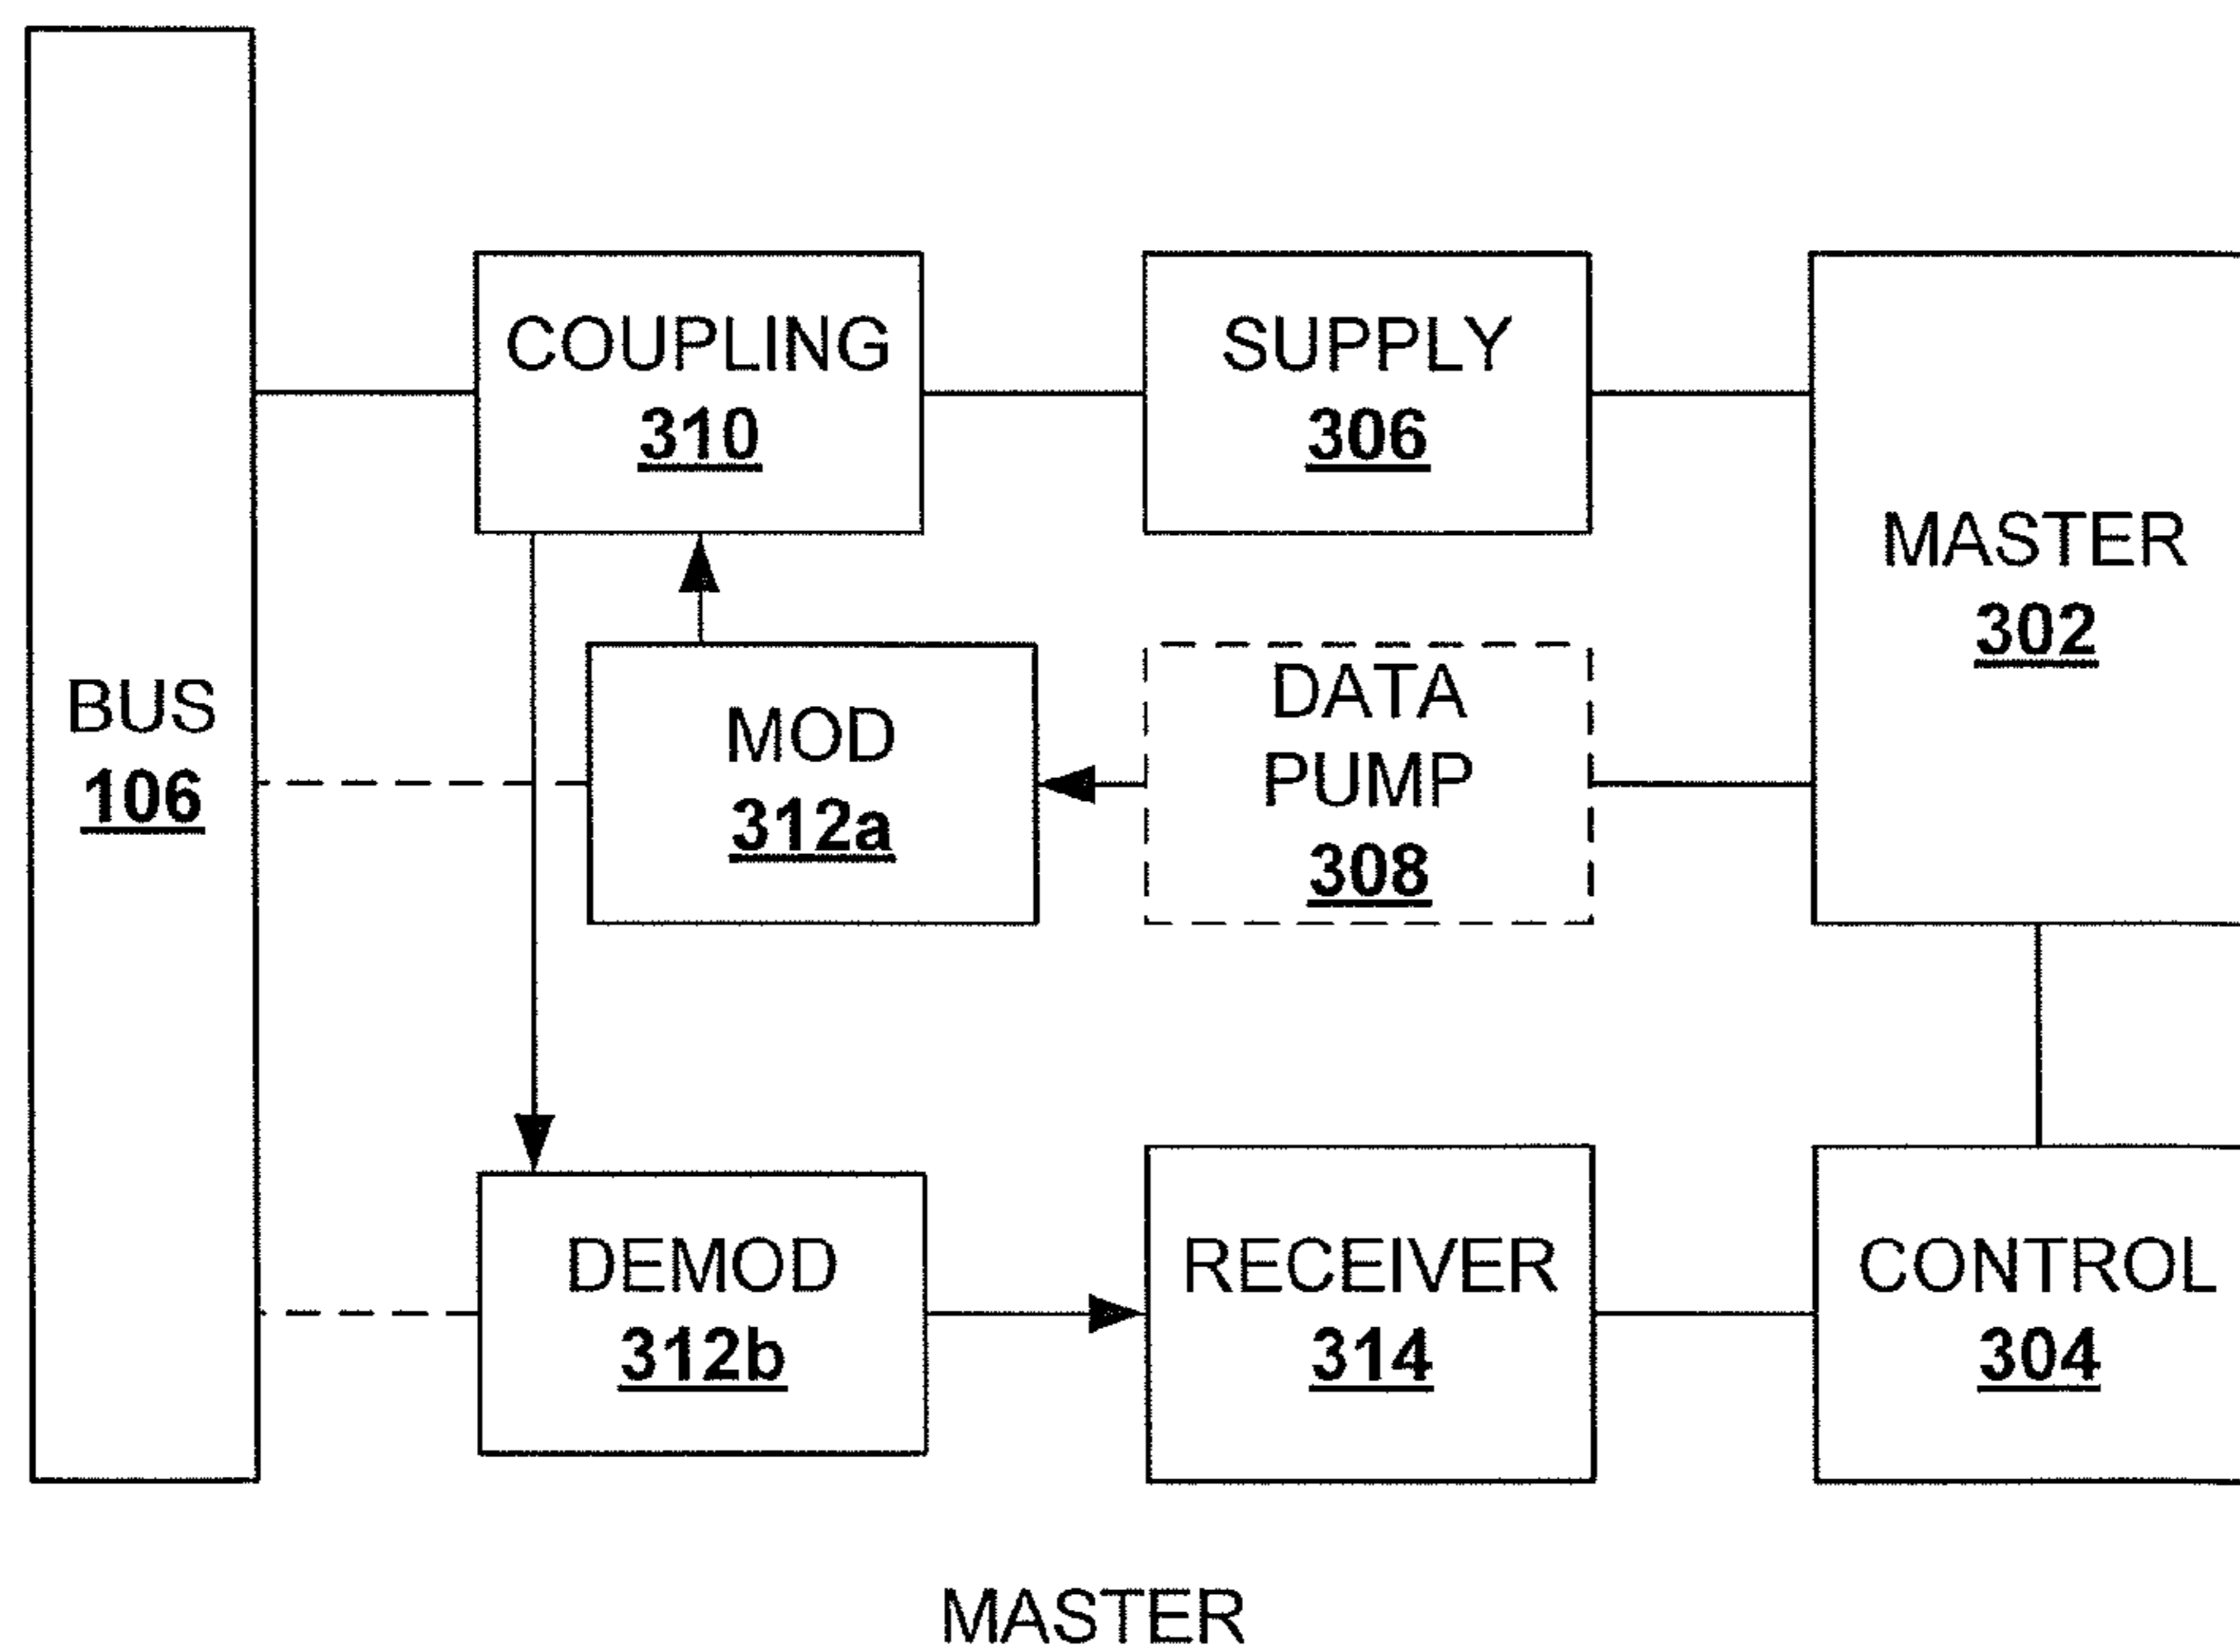 COUPLING
310
SUPPLY
306
MASTER
302
BUS
106
MOD
312a
DATA
PUMP
308
DEMOD
312b
RECEIVER
314
CONTROL
304
MASTER